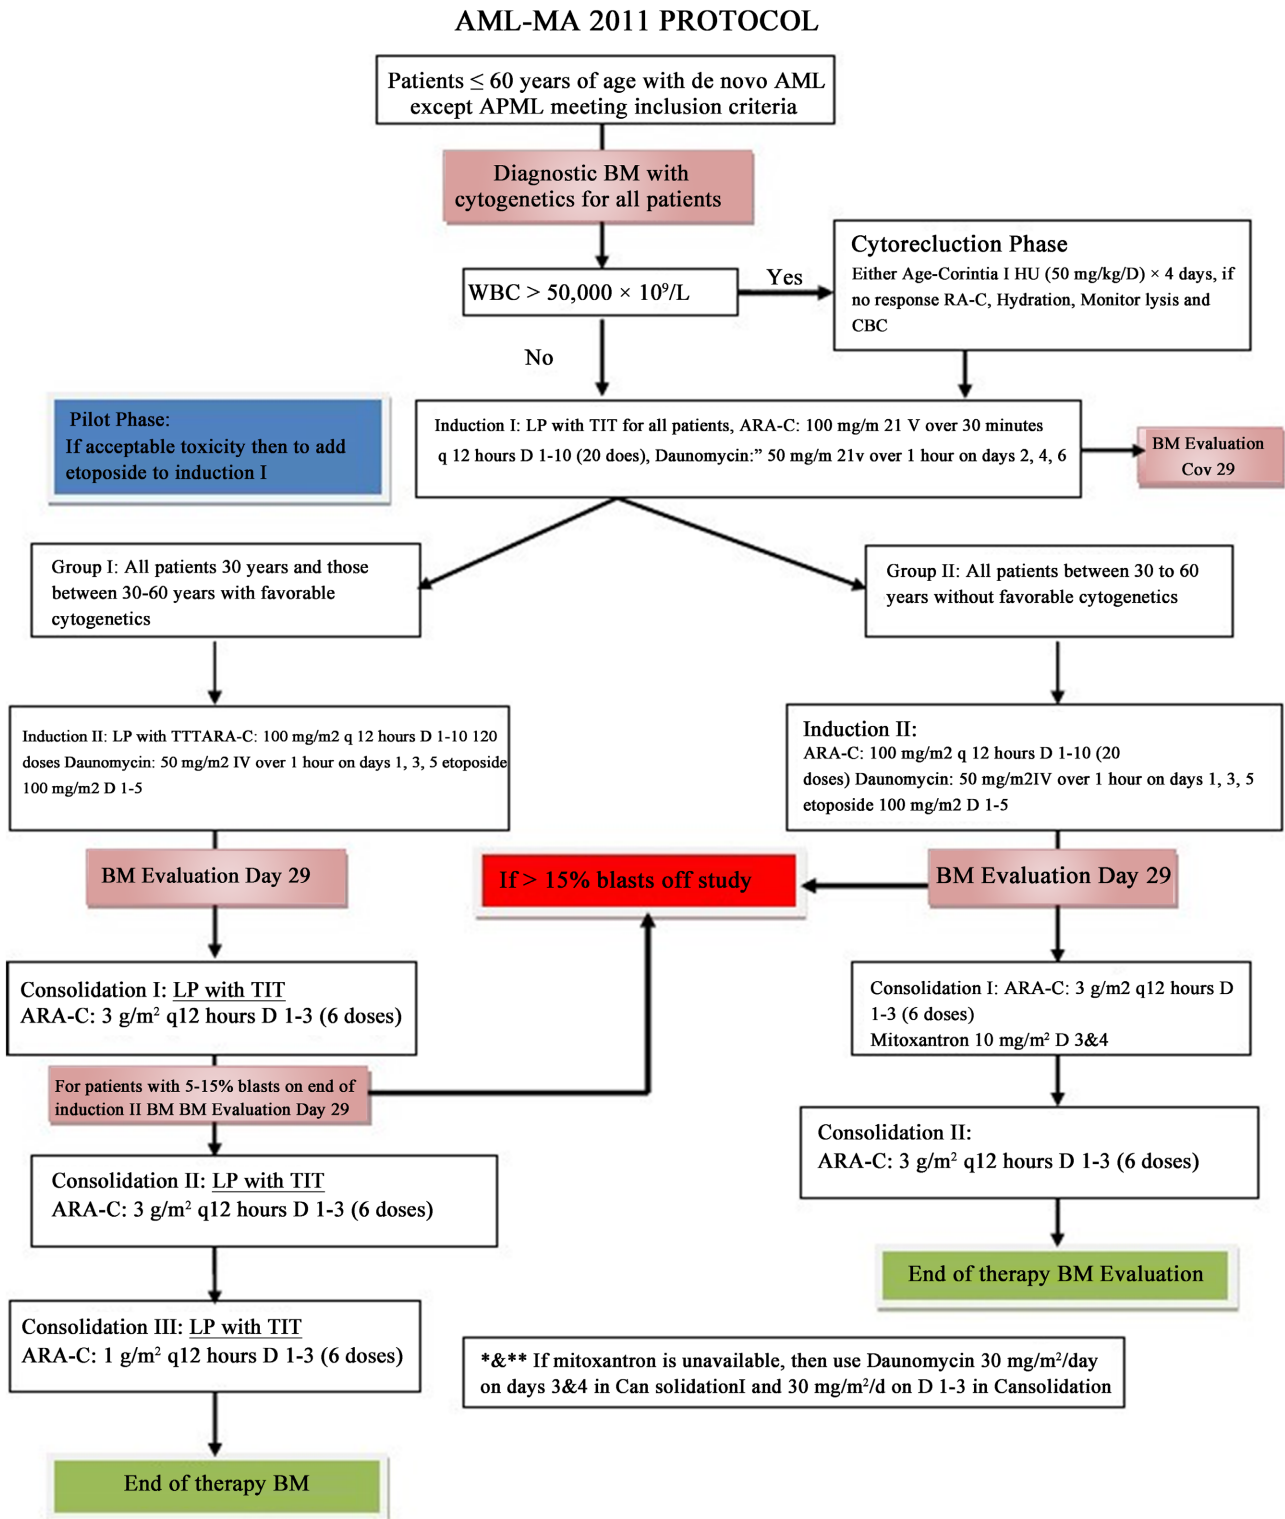 AML-MA 2011 PROTOCOL
Patients ≤ 60 years of age with de novo AML
except APML meeting inclusion criteria
Diagnostic BM with
cytogenetics for all patients
WBC > 50,000 × 10⁹/L
Yes
No
Cytorecluction Phase
Either Age-Corintia I HU (50 mg/kg/D) × 4 days, if
no response RA-C, Hydration, Monitor lysis and
CBC
Pilot Phase:
If acceptable toxicity then to add
etoposide to induction I
Induction I: LP with TIT for all patients, ARA-C: 100 mg/m 21 V over 30 minutes
q 12 hours D 1-10 (20 does), Daunomycin:” 50 mg/m 21v over 1 hour on days 2, 4, 6
BM Evaluation
Cov 29
Group I: All patients 30 years and those
between 30-60 years with favorable
cytogenetics
Group II: All patients between 30 to 60
years without favorable cytogenetics
Induction II: LP with TTTARA-C: 100 mg/m2 q 12 hours D 1-10 120
doses Daunomycin: 50 mg/m2 IV over 1 hour on days 1, 3, 5 etoposide
100 mg/m2 D 1-5
Induction II:
ARA-C: 100 mg/m2 q 12 hours D 1-10 (20
doses) Daunomycin: 50 mg/m2IV over 1 hour on days 1, 3, 5
etoposide 100 mg/m2 D 1-5
BM Evaluation Day 29
If > 15% blasts off study
BM Evaluation Day 29
Consolidation I: LP with TIT
ARA-C: 3 g/m² q12 hours D 1-3 (6 doses)
Consolidation I: ARA-C: 3 g/m2 q12 hours D
1-3 (6 doses)
Mitoxantron 10 mg/m² D 3&4
For patients with 5-15% blasts on end of
induction II BM BM Evaluation Day 29
Consolidation II: LP with TIT
ARA-C: 3 g/m² q12 hours D 1-3 (6 doses)
Consolidation II:
ARA-C: 3 g/m² q12 hours D 1-3 (6 doses)
End of therapy BM Evaluation
Consolidation III: LP with TIT
ARA-C: 1 g/m² q12 hours D 1-3 (6 doses)
*&** If mitoxantron is unavailable, then use Daunomycin 30 mg/m²/day
on days 3&4 in Can solidationI and 30 mg/m²/d on D 1-3 in Cansolidation
End of therapy BM